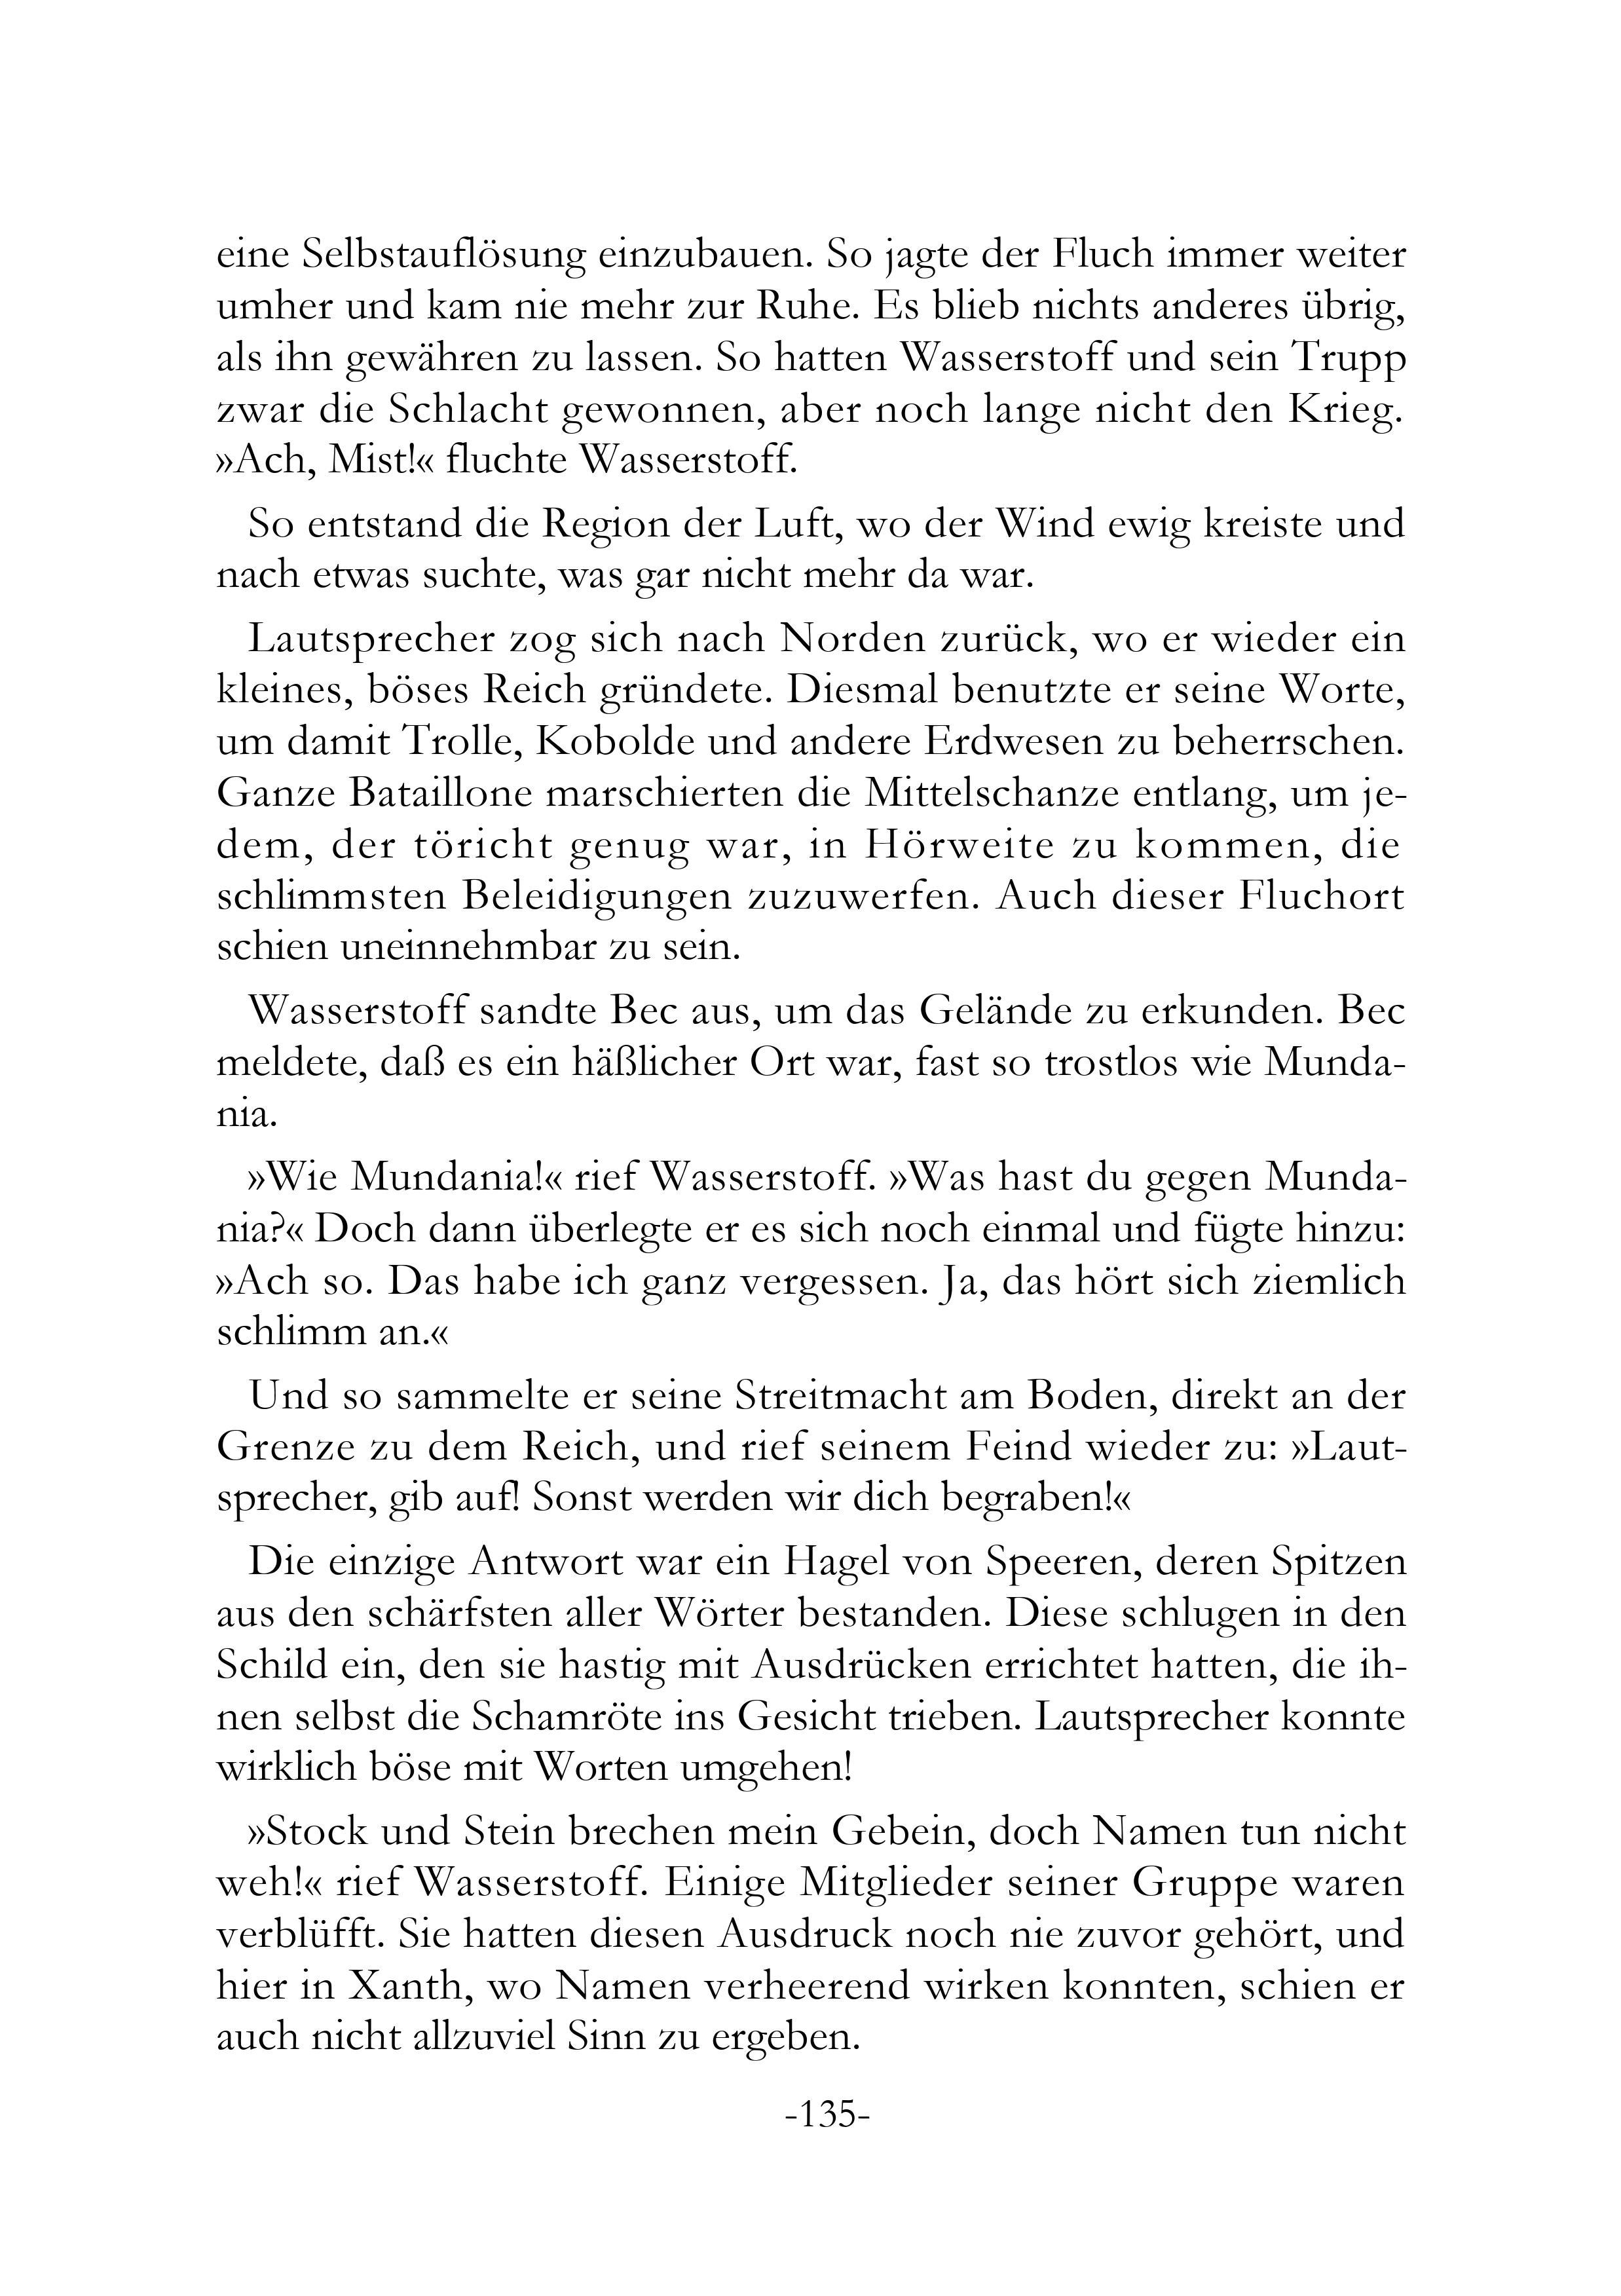 eine Selbstauflösung einzubauen. So jagte der Fluch immer weiter
umher und kam nie mehr zur Ruhe. Es blieb nichts anderes übrig,
als ihn gewähren zu lassen. So hatten Wasserstoff und sein Trupp
zwar die Schlacht gewonnen, aber noch lange nicht den Krieg.
»Ach, Mist!« fluchte Wasserstoff.
So entstand die Region der Luft, wo der Wind ewig kreiste und
nach etwas suchte, was gar nicht mehr da war.
Lautsprecher zog sich nach Norden zurück, wo er wieder ein
kleines, böses Reich gründete. Diesmal benutzte er seine Worte,
um damit Trolle, Kobolde und andere Erdwesen zu beherrschen.
Ganze Bataillone marschierten die Mittelschanze entlang, um je-
dem, der töricht genug war, in Hörweite zu kommen, die
schlimmsten Beleidigungen zuzuwerfen. Auch dieser Fluchort
schien uneinnehmbar zu sein.
Wasserstoff sandte Bec aus, um das Gelände zu erkunden. Bec
meldete, daß es ein häßlicher Ort war, fast so trostlos wie Munda-
nia.
»Wie Mundania!« rief Wasserstoff. »Was hast du gegen Munda-
nia?« Doch dann überlegte er es sich noch einmal und fügte hinzu:
»Ach so. Das habe ich ganz vergessen. Ja, das hört sich ziemlich
schlimm an.«
Und so sammelte er seine Streitmacht am Boden, direkt an der
Grenze zu dem Reich, und rief seinem Feind wieder zu: »Laut-
sprecher, gib auf! Sonst werden wir dich begraben!«
Die einzige Antwort war ein Hagel von Speeren, deren Spitzen
aus den schärfsten aller Wörter bestanden. Diese schlugen in den
Schild ein, den sie hastig mit Ausdrücken errichtet hatten, die ih-
nen selbst die Schamröte ins Gesicht trieben. Lautsprecher konnte
wirklich böse mit Worten umgehen!
»Stock und Stein brechen mein Gebein, doch Namen tun nicht
weh!« rief Wasserstoff. Einige Mitglieder seiner Gruppe waren
verblüfft. Sie hatten diesen Ausdruck noch nie zuvor gehört, und
hier in Xanth, wo Namen verheerend wirken konnten, schien er
auch nicht allzuviel Sinn zu ergeben.
-135-